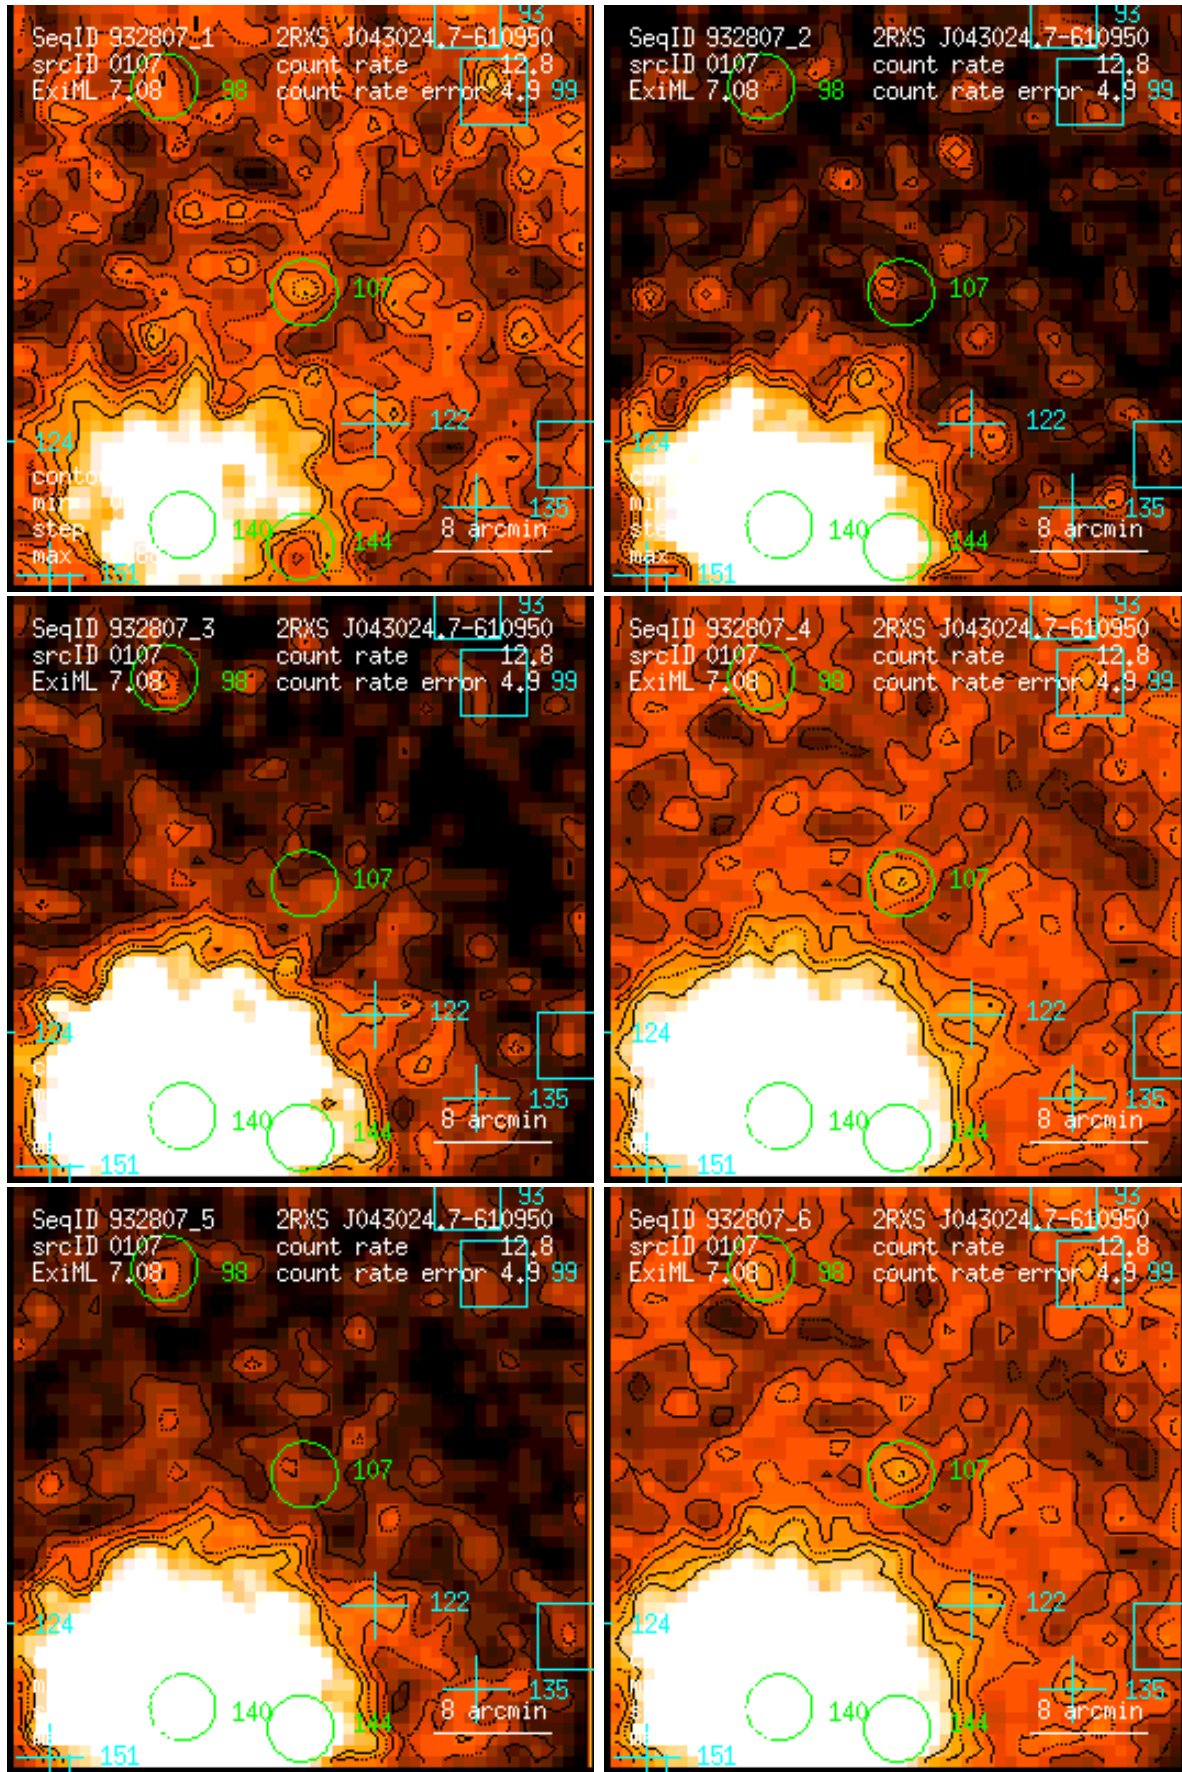 93
SeqID 932807_1 2RXS J043024.7-610950
srcID 0107 count rate 12.8
ExiML 7.08 98 count rate error 4.9 99
107
122
124
135
140 8 arcmin
step 144
max
151
93
SeqID 932807_2 2RXS J043024.7-610950
srcID 0107 count rate 12.8
ExiML 7.08 98 count rate error 4.9 99
107
122
124
135
140 8 arcmin
144
max
151
93
SeqID 932807_3 2RXS J043024.7-610950
srcID 0107 count rate 12.8
ExiML 7.08 98 count rate error 4.9 99
107
122
124
135
140 8 arcmin
144
151
93
SeqID 932807_4 2RXS J043024.7-610950
srcID 0107 count rate 12.8
ExiML 7.08 98 count rate error 4.9 99
107
122
124
135
140 8 arcmin
144
151
93
SeqID 932807_5 2RXS J043024.7-610950
srcID 0107 count rate 12.8
ExiML 7.08 98 count rate error 4.9 99
107
122
124
135
140 8 arcmin
144
151
93
SeqID 932807_6 2RXS J043024.7-610950
srcID 0107 count rate 12.8
ExiML 7.08 98 count rate error 4.9 99
107
122
124
135
140 8 arcmin
144
151